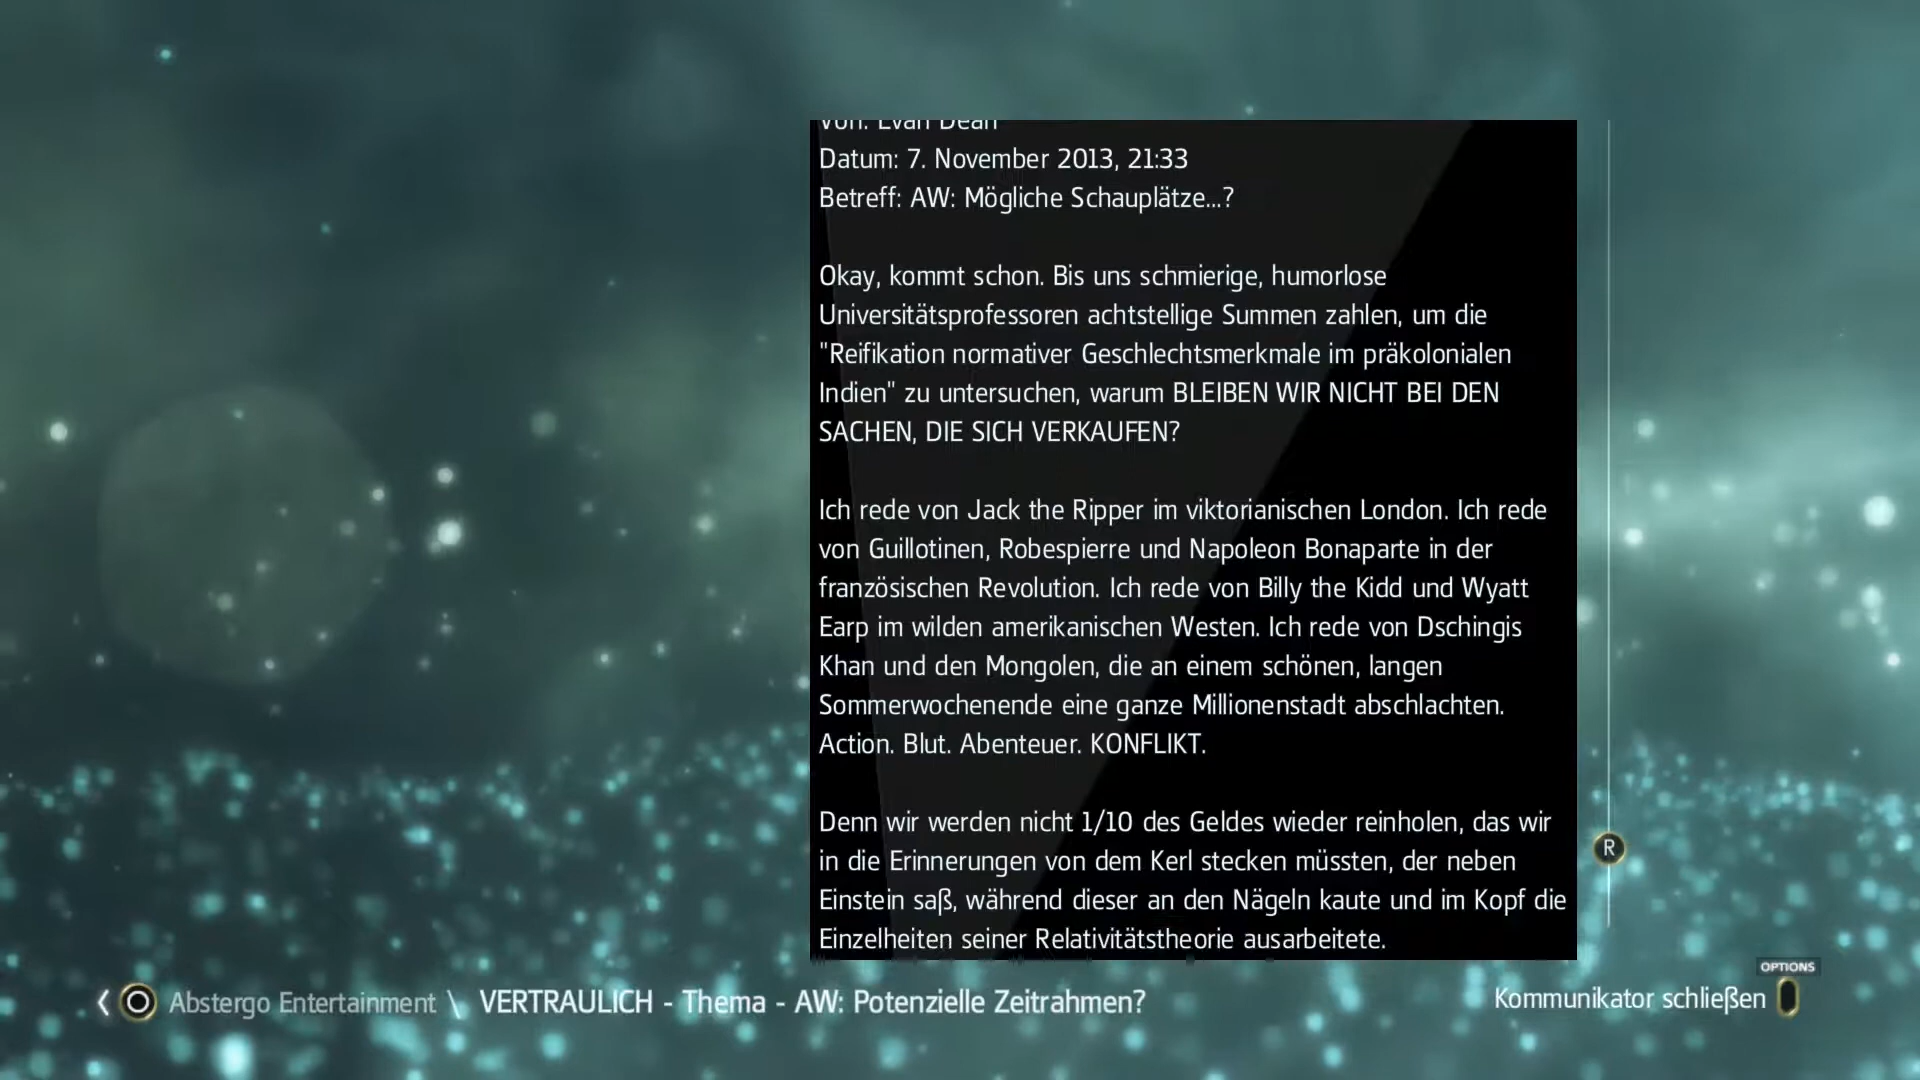 Von: Evan Dean
Datum: 7. November 2013, 21:33
Betreff: AW: Mögliche Schauplätze...?
Okay, kommt schon. Bis uns schmierige, humorlose
Universitätsprofessoren achtstellige Summen zahlen, um die
"Reifikation normativer Geschlechtsmerkmale im präkolonialen
Indien" zu untersuchen, warum BLEIBEN WIR NICHT BEI DEN
SACHEN, DIE SICH VERKAUFEN?
Ich rede von Jack the Ripper im viktorianischen London. Ich rede
von Guillotinen, Robespierre und Napoleon Bonaparte in der
französischen Revolution. Ich rede von Billy the Kidd und Wyatt
Earp im wilden amerikanischen Westen. Ich rede von Dschingis
Khan und den Mongolen, die an einem schönen, langen
Sommerwochenende eine ganze Millionenstadt abschlachten.
Action. Blut. Abenteuer. KONFLIKT.
Denn wir werden nicht 1/10 des Geldes wieder reinholen, das wir
in die Erinnerungen von dem Kerl stecken müssten, der neben
Einstein saß, während dieser an den Nägeln kaute und im Kopf die
Einzelheiten seiner Relativitätstheorie ausarbeitete.
R
OPTIONS
Abstergo Entertainment \ VERTRAULICH - Thema - AW: Potenzielle Zeitrahmen?
Kommunikator schließen